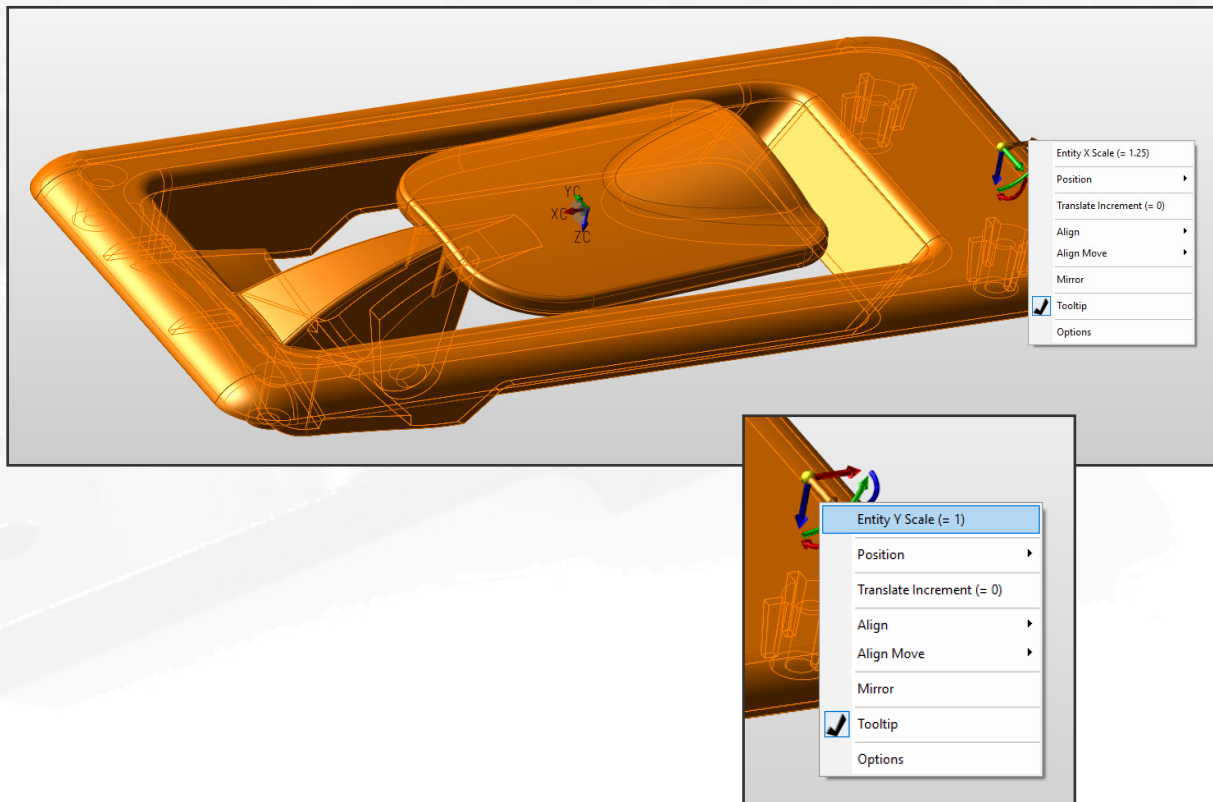 YC
XC
ZC
Entity X Scale (= 1.25)
Position
Translate Increment (= 0)
Align
Align Move
Mirror
Tooltip
Options
Entity Y Scale (= 1)
Position
Translate Increment (= 0)
Align
Align Move
Mirror
Tooltip
Options